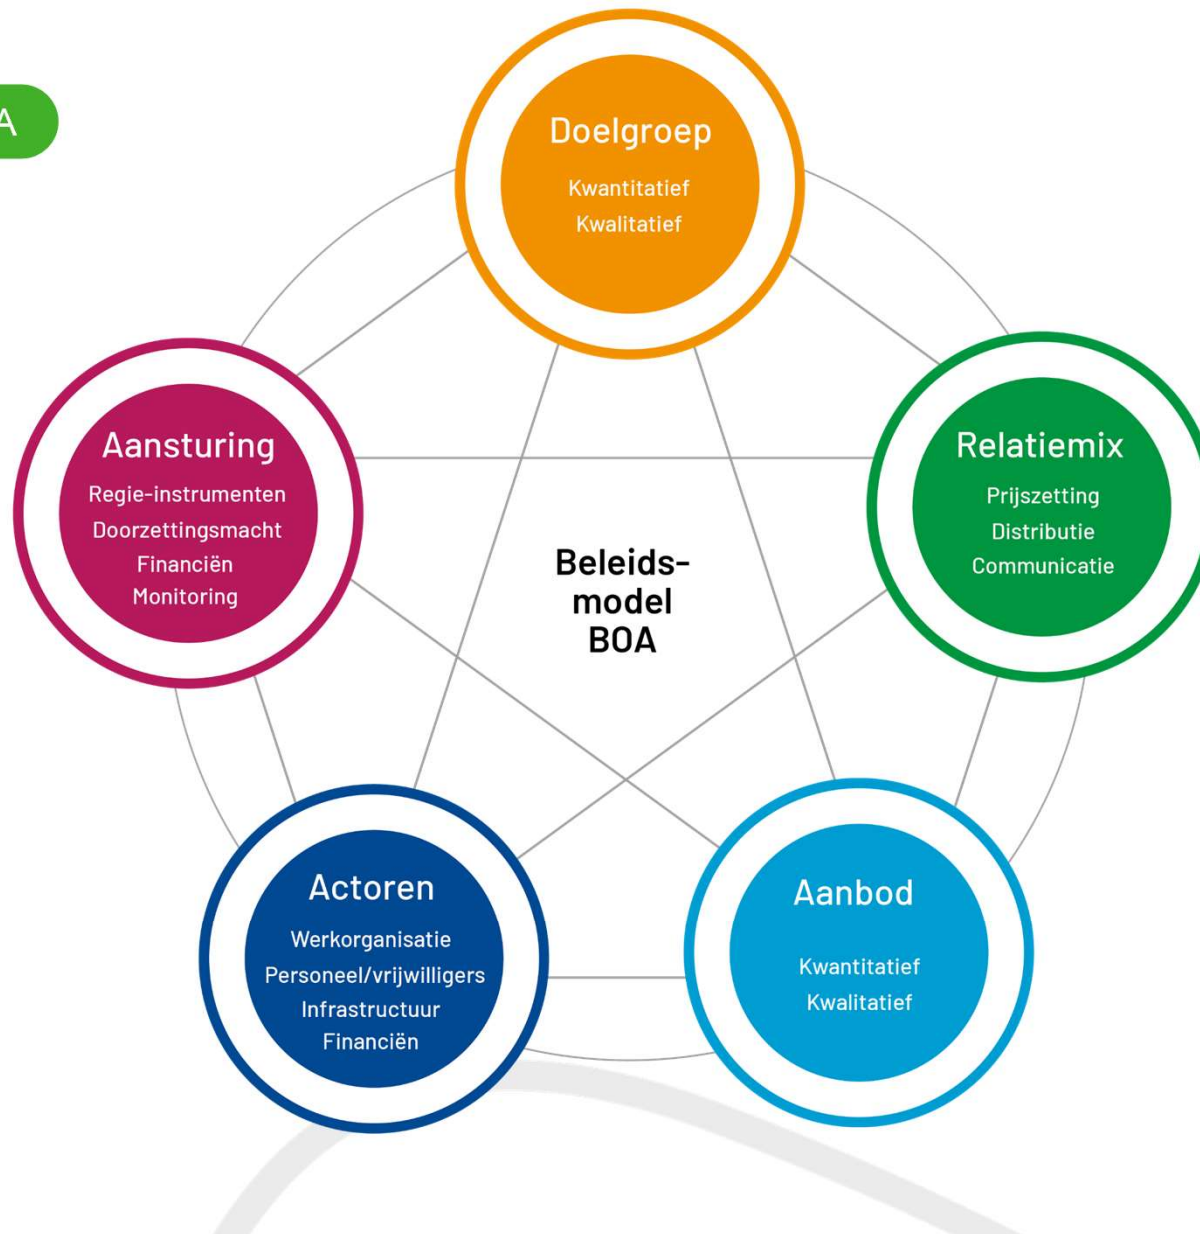 A
Doelgroep
Kwantitatief
Kwalitatief
Aansturing
Regie-instrumenten
Doorzettingsmacht
Financiën
Monitoring
Relatiemix
Prijszetting
Distributie
Communicatie
Beleids-
model
BOA
Actoren
Werkorganisatie
Personeel/vrijwilligers
Infrastructuur
Financiën
Aanbod
Kwantitatief
Kwalitatief